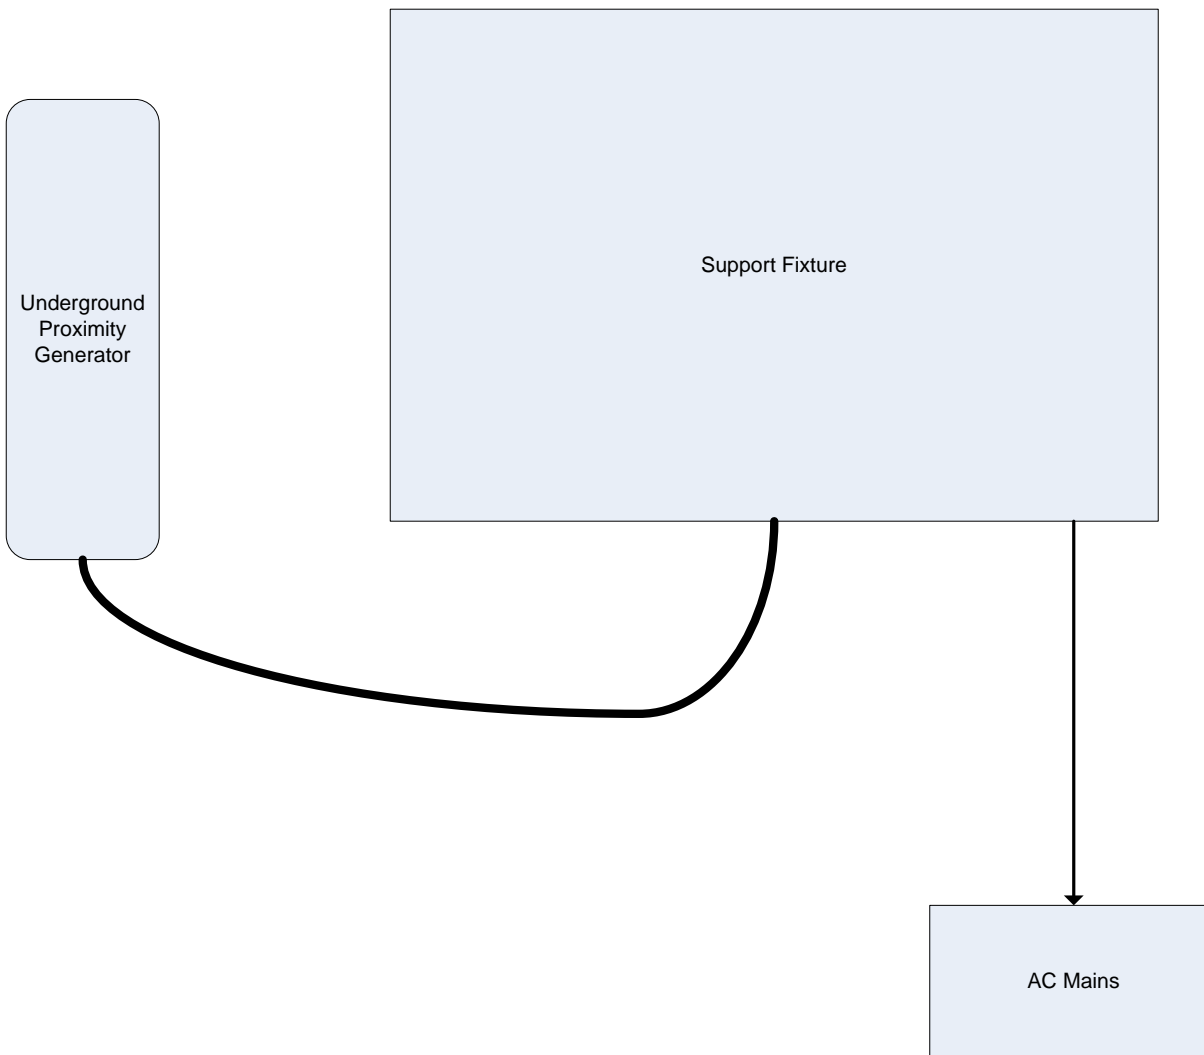 Support Fixture
Underground
Proximity
Generator
AC Mains